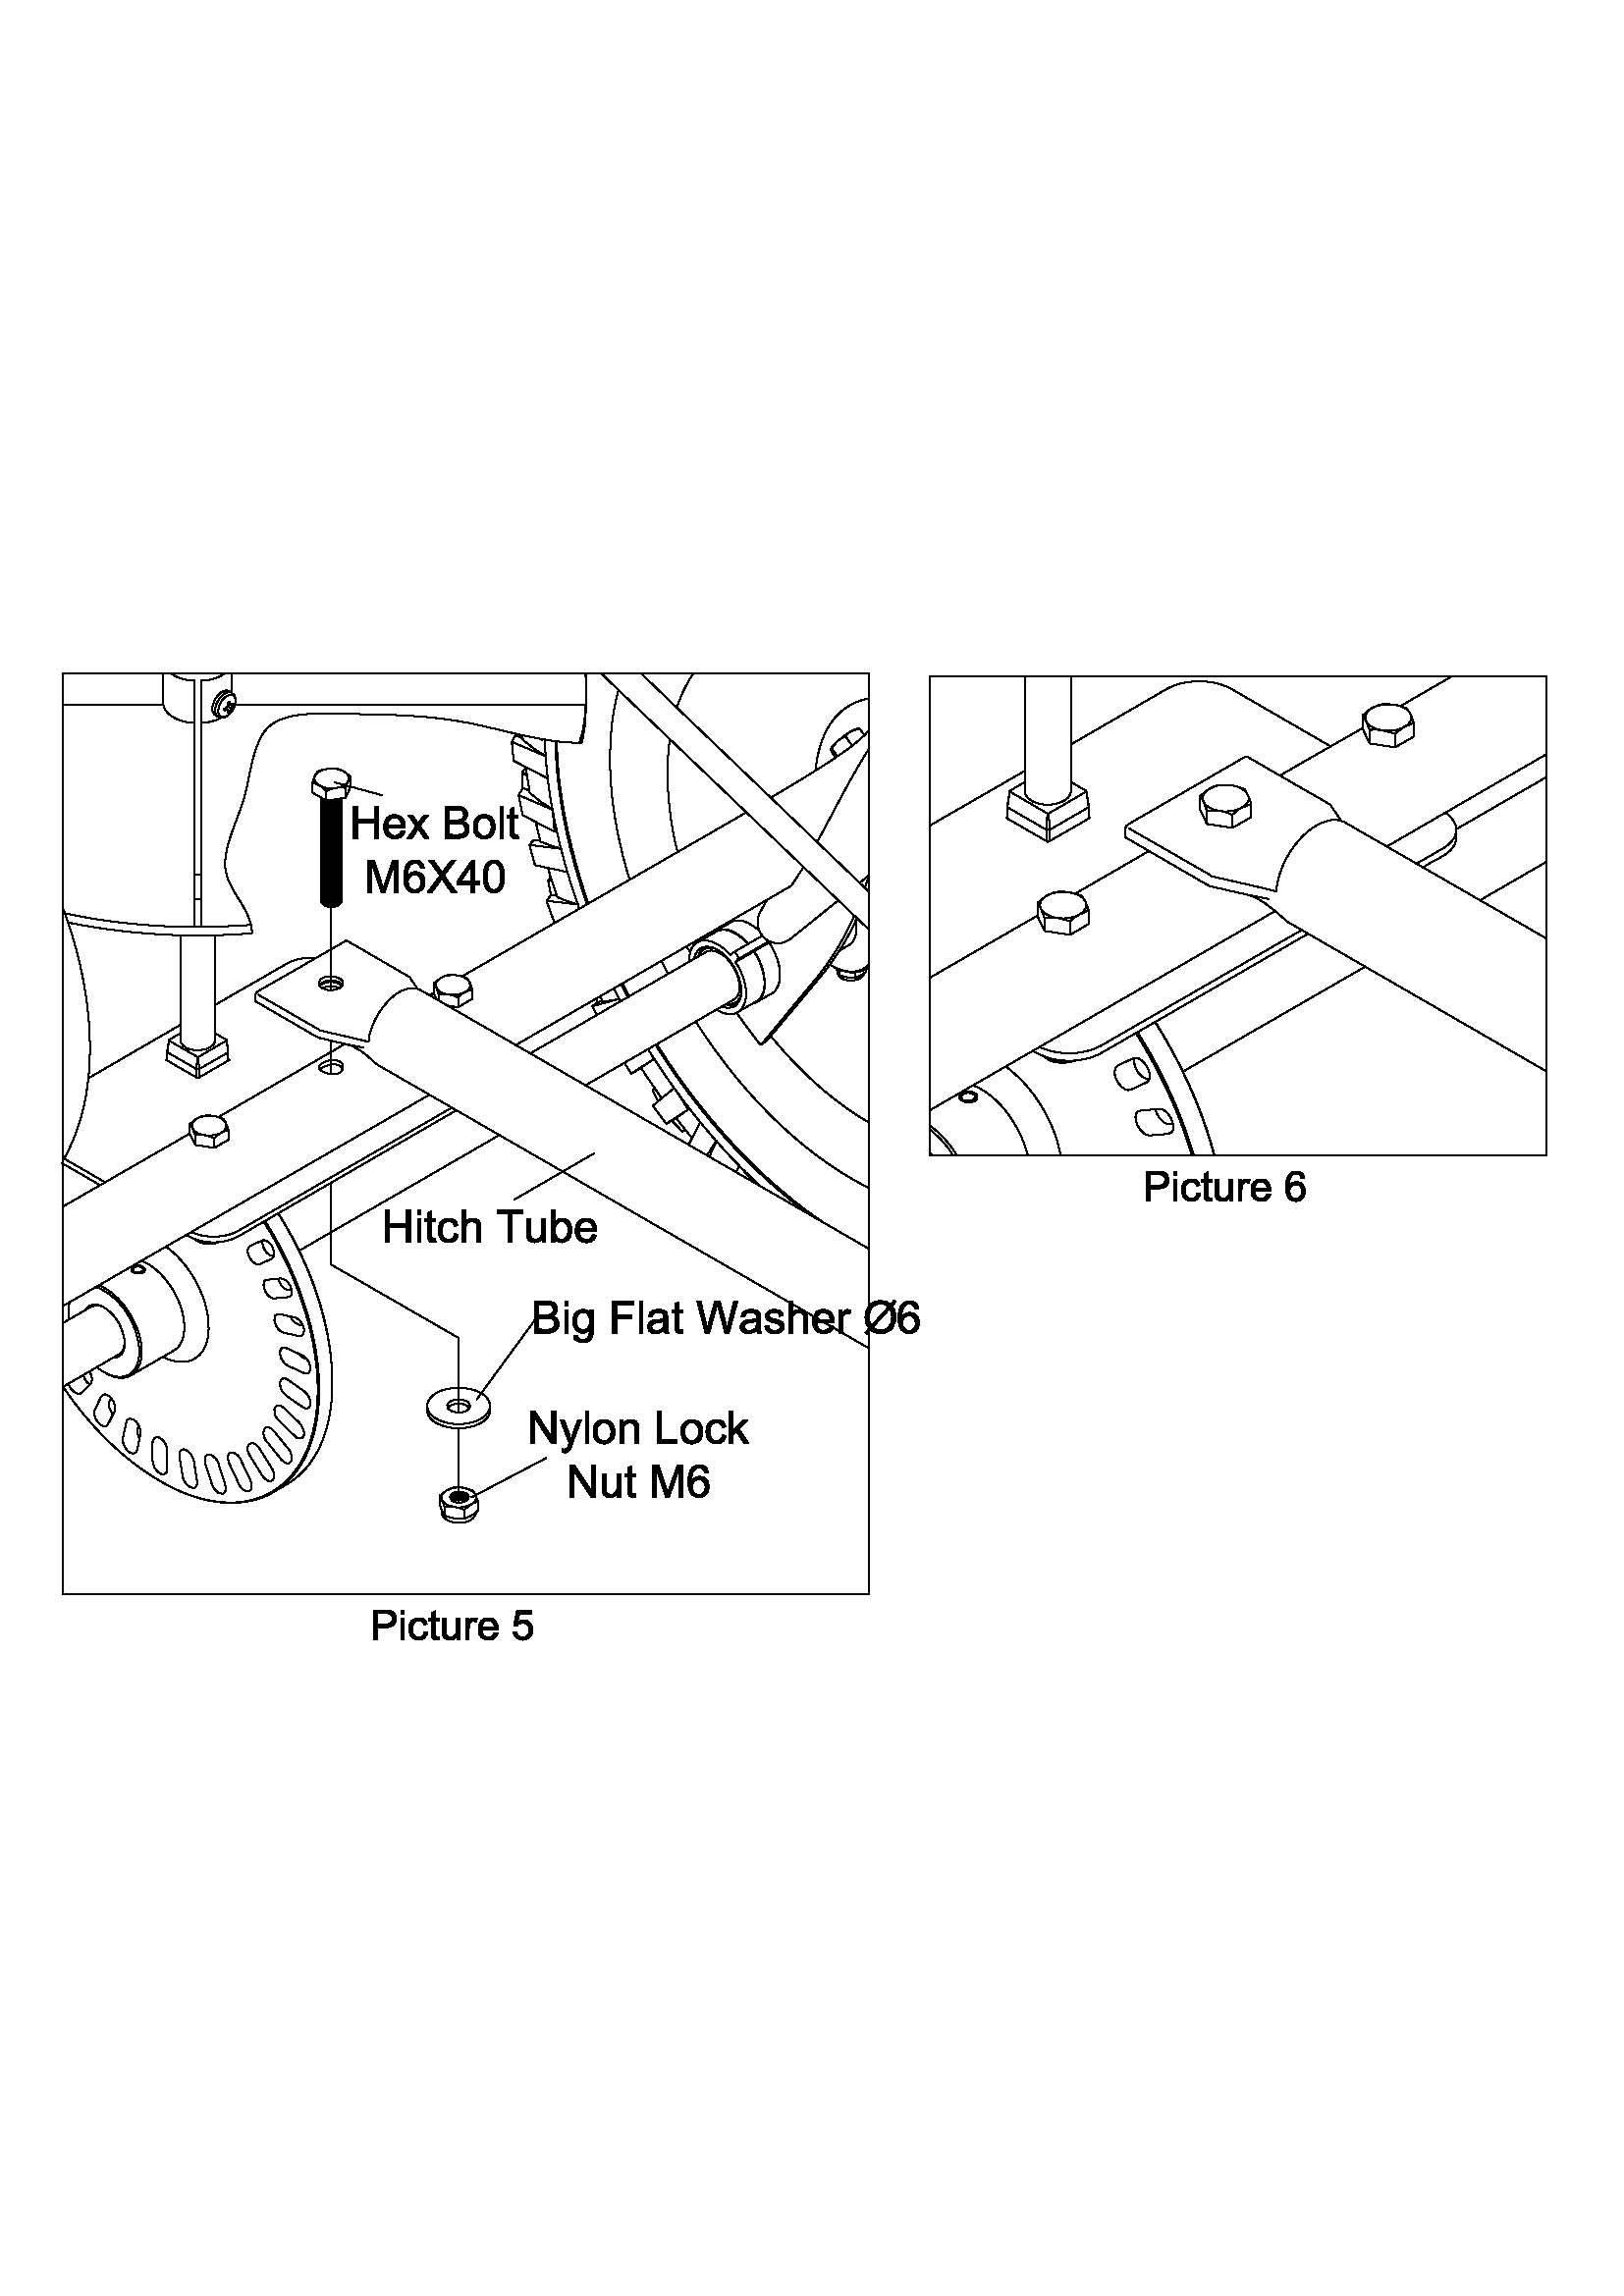 Hex Bolt
M6X40
Hitch Tube
Big Flat Washer Ø6
Nylon Lock
Nut M6
Picture 5
Picture 6